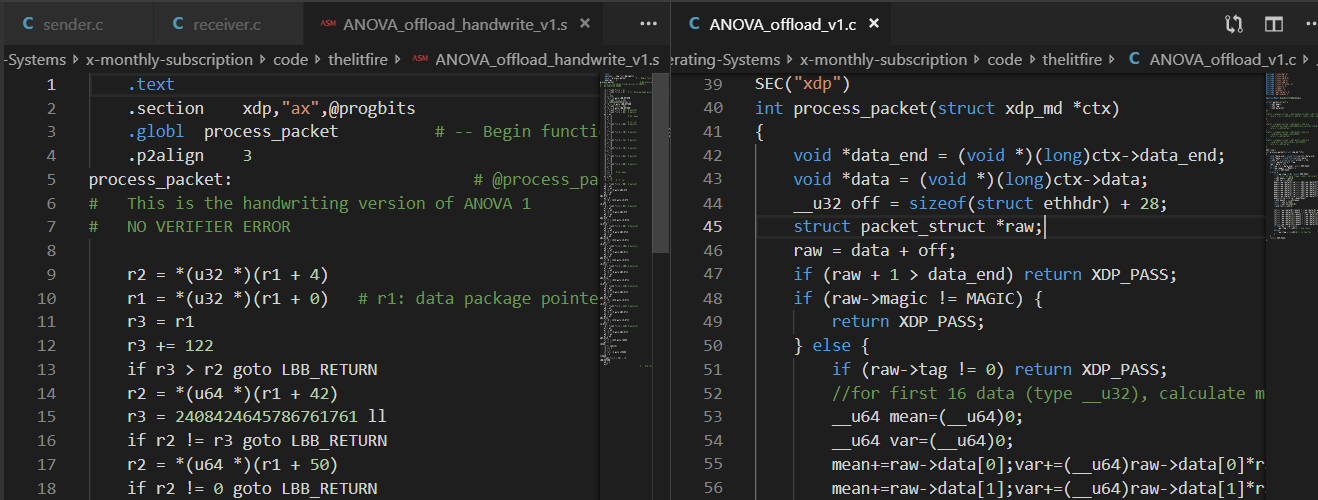 C sender.c
C receiver.c
ASM ANOVA_offload_handwrite_v1.s
-Systems x-monthly-subscription code thelitfire ASM ANOVA_offload_handwrite_v1.s
1 .text
2 .section xdp,"ax",@progbits
3 .globl process_packet # -- Begin functi
4 .p2align 3
5 process_packet: # @process_pa
6 # This is the handwriting version of ANOVA 1
7 # NO VERIFIER ERROR
8
9 r2 = *(u32 *)(r1 + 4)
10 r1 = *(u32 *)(r1 + 0) # r1: data package pointe
11 r3 = r1
12 r3 += 122
13 if r3 > r2 goto LBB_RETURN
14 r2 = *(u64 *)(r1 + 42)
15 r3 = 2408424645786761761 ll
16 if r2 != r3 goto LBB_RETURN
17 r2 = *(u64 *)(r1 + 50)
18 if r2 != 0 goto LBB_RETURN
C ANOVA_offload_v1.c
erating-Systems x-monthly-subscription code thelitfire C ANOVA_offload_v1.c
39 SEC("xdp")
40 int process_packet(struct xdp_md *ctx)
41 {
42 void *data_end = (void *)(long)ctx->data_end;
43 void *data = (void *)(long)ctx->data;
44 __u32 off = sizeof(struct ethhdr) + 28;
45 struct packet_struct *raw;
46 raw = data + off;
47 if (raw + 1 > data_end) return XDP_PASS;
48 if (raw->magic != MAGIC) {
49 return XDP_PASS;
50 } else {
51 if (raw->tag != 0) return XDP_PASS;
52 //for first 16 data (type __u32), calculate m
53 __u64 mean=(__u64)0;
54 __u64 var=(__u64)0;
55 mean+=raw->data[0];var+=(__u64)raw->data[0]*r
56 mean+=raw->data[1];var+=(__u64)raw->data[1]*r